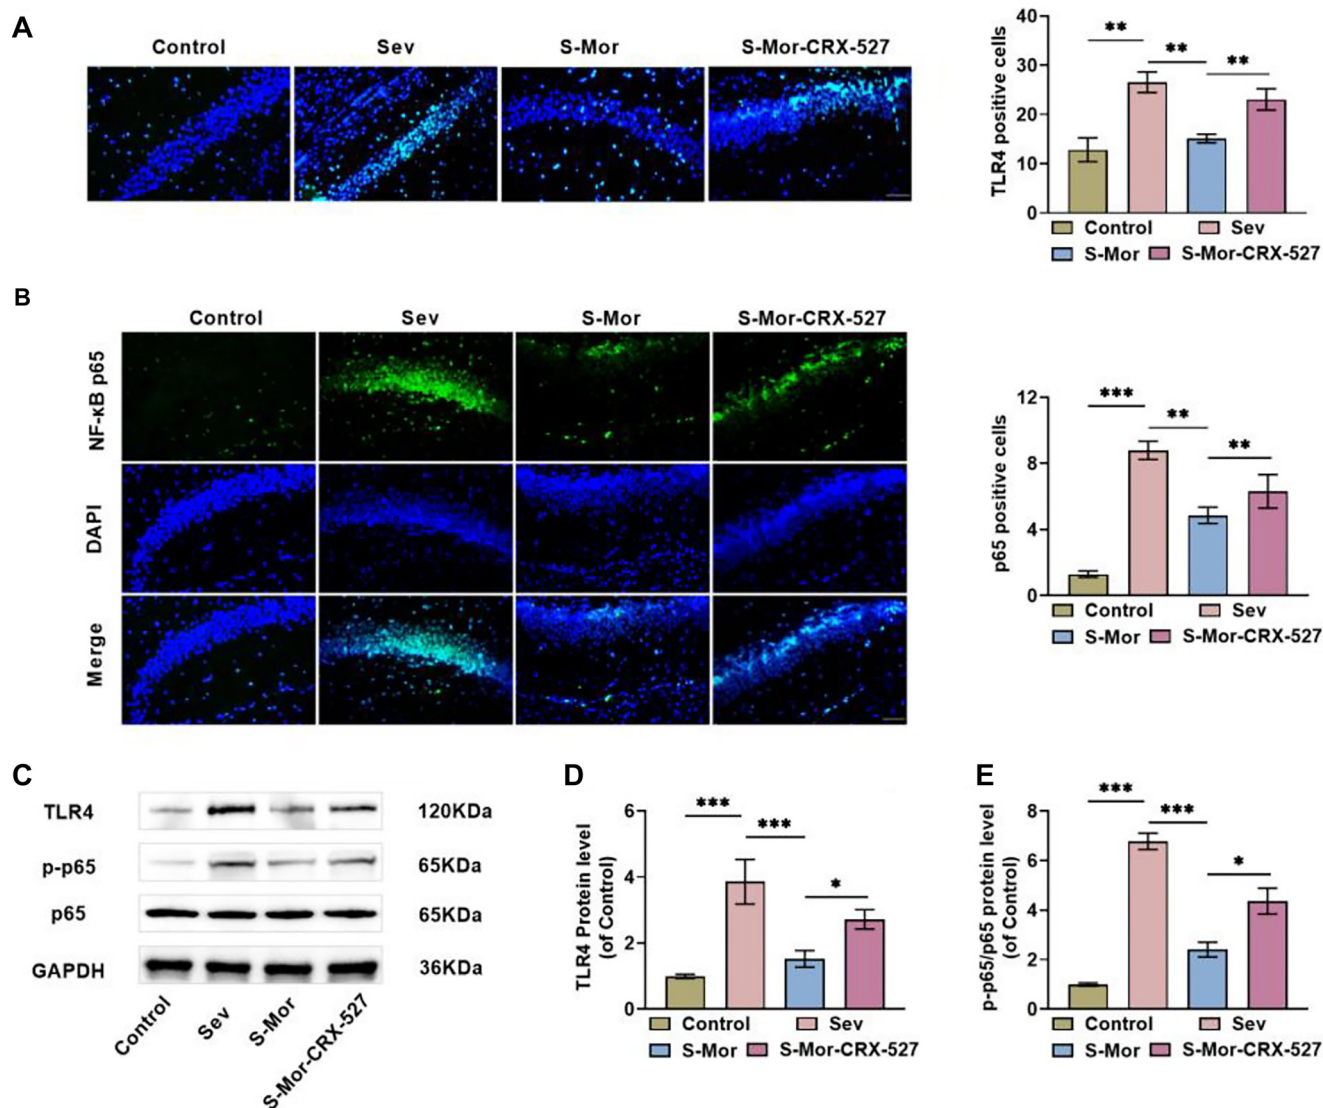 A
Control Sev S-Mor S-Mor-CRX-527
TLR4 positive cells
40
30
20
10
0
** ** **
Control Sev
S-Mor S-Mor-CRX-527
B
Control Sev S-Mor S-Mor-CRX-527
NF-κB p65
DAPI
Merge
p65 positive cells
12
8
4
0
*** ** **
Control Sev
S-Mor S-Mor-CRX-527
C
TLR4 120KDa
p-p65 65KDa
p65 65KDa
GAPDH 36KDa
Control Sev S-Mor S-Mor-CRX-527
D
TLR4 Protein level
(of Control)
6
4
2
0
*** *** *
Control Sev
S-Mor S-Mor-CRX-527
E
p-p65/p65 protein level
(of Control)
8
6
4
2
0
*** *** *
Control Sev
S-Mor S-Mor-CRX-527